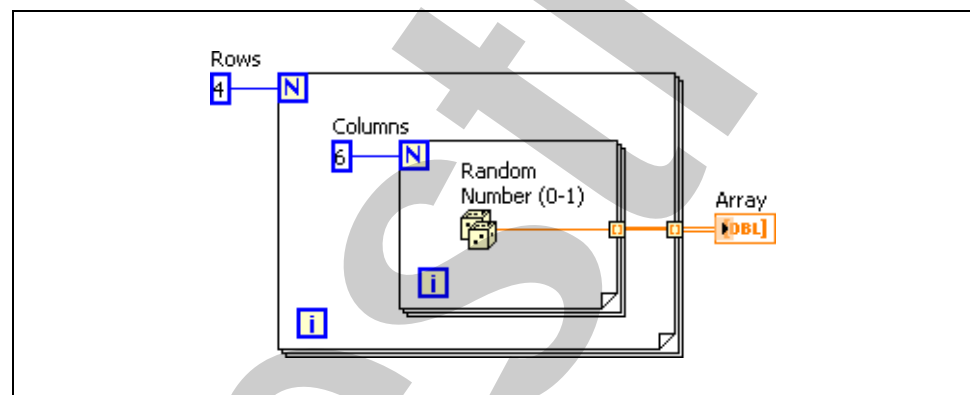 Rows
4
N
Columns
6
N
Random
Number (0-1)
Array
[DBL]
i
i